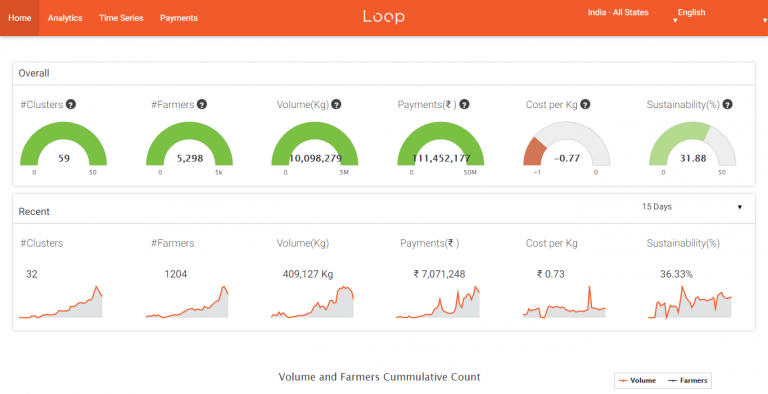 Home Analytics Time Series Payments Loop India - All States English
Overall
#Clusters ? #Farmers ? Volume(Kg) ? Payments(₹ ) ? Cost per Kg ? Sustainability(%) ?
59 5,298 10,098,279 111,452,177 -0.77 31.88
0 50 0 5k 0 5M 0 50M -1 0 0 50
Recent 15 Days
#Clusters #Farmers Volume(Kg) Payments(₹ ) Cost per Kg Sustainability(%)
32 1204 409,127 Kg ₹ 7,071,248 ₹ 0.73 36.33%
Volume and Farmers Cummulative Count Volume Farmers